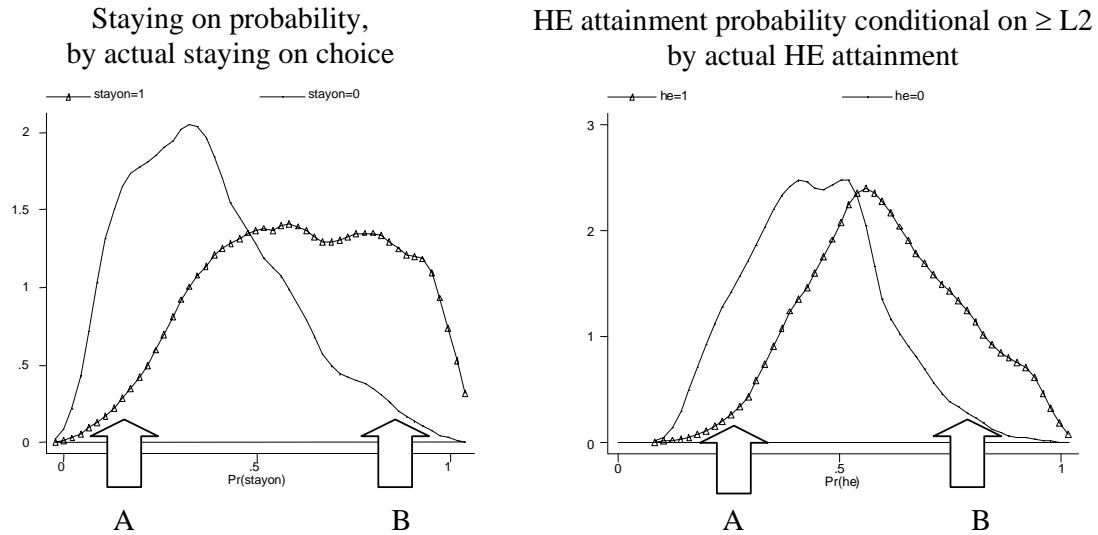 Staying on probability,
by actual staying on choice
stayon=1 stayon=0
2
1.5
1
.5
0
0 .5 1
Pr(stayon)
A B
HE attainment probability conditional on ≥ L2
by actual HE attainment
he=1 he=0
3
2
1
0
0 .5 1
Pr(he)
A B